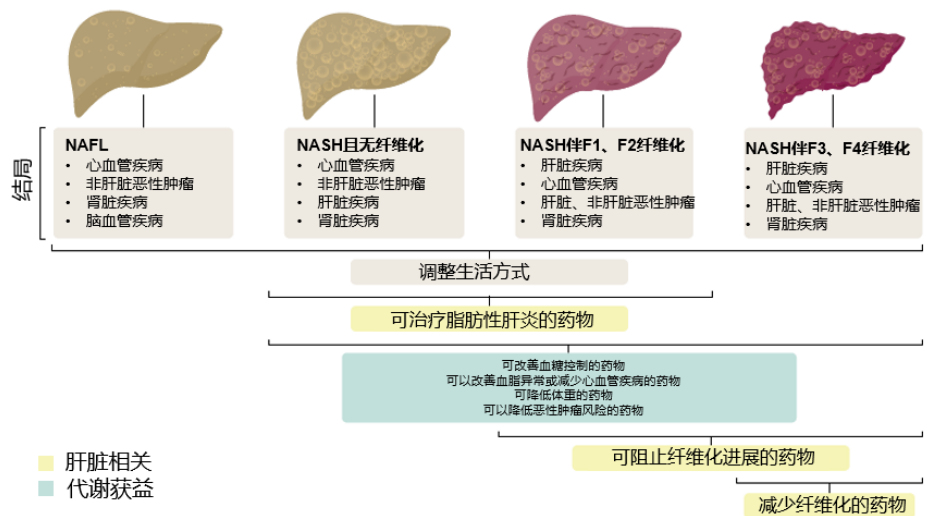 结局
NAFL
• 心血管疾病
• 非肝脏恶性肿瘤
• 肾脏疾病
• 脑血管疾病
NASH且无纤维化
• 心血管疾病
• 非肝脏恶性肿瘤
• 肝脏疾病
• 肾脏疾病
NASH伴F1、F2纤维化
• 肝脏疾病
• 心血管疾病
• 肝脏、非肝脏恶性肿瘤
• 肾脏疾病
NASH伴F3、F4纤维化
• 肝脏疾病
• 心血管疾病
• 肝脏、非肝脏恶性肿瘤
• 肾脏疾病
调整生活方式
可治疗脂肪性肝炎的药物
可改善血糖控制的药物
可以改善血脂异常或减少心血管疾病的药物
可降低体重的药物
可以降低恶性肿瘤风险的药物
可阻止纤维化进展的药物
减少纤维化的药物
肝脏相关
代谢获益